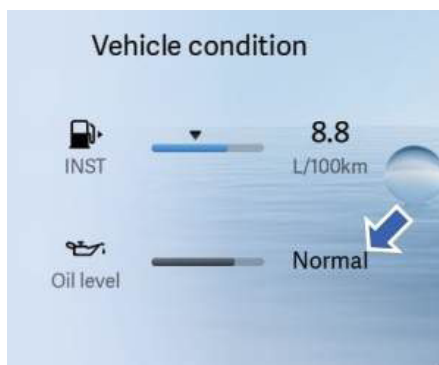 Vehicle condition
8.8
INST
L/100km
Normal
Oil level